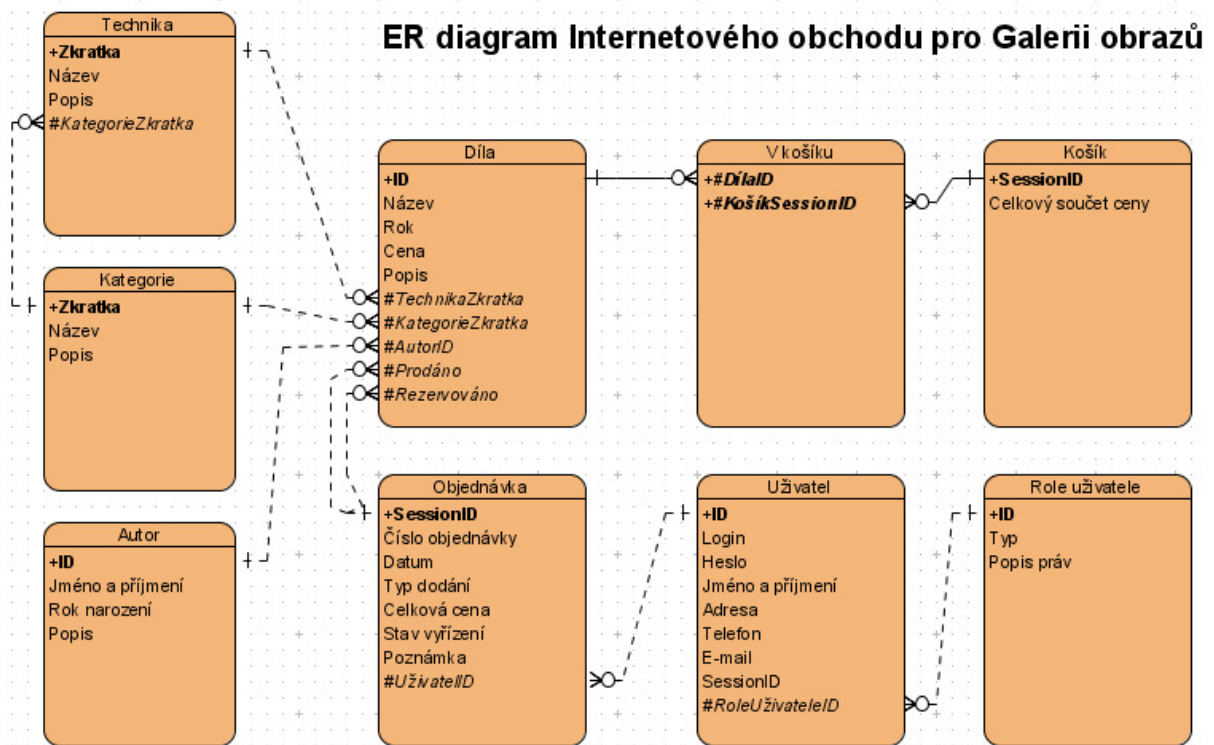 ER diagram Internetového obchodu pro Galerii obrazů
Technika
+Zkratka
Název
Popis
#KategorieZkratka
Kategorie
+Zkratka
Název
Popis
Autor
+ID
Jméno a příjmení
Rok narození
Popis
Díla
+ID
Název
Rok
Cena
Popis
#TechnikaZkratka
#KategorieZkratka
#AutorID
#Prodáno
#Rezervováno
V košíku
+#DílaID
+#KošíkSessionID
Košík
+SessionID
Celkový součet ceny
Objednávka
+SessionID
Číslo objednávky
Datum
Typ dodání
Celková cena
Stav vyřízení
Poznámka
#UživatelID
Uživatel
+ID
Login
Heslo
Jméno a příjmení
Adresa
Telefon
E-mail
SessionID
#RoleUživateleID
Role uživatele
+ID
Typ
Popis práv